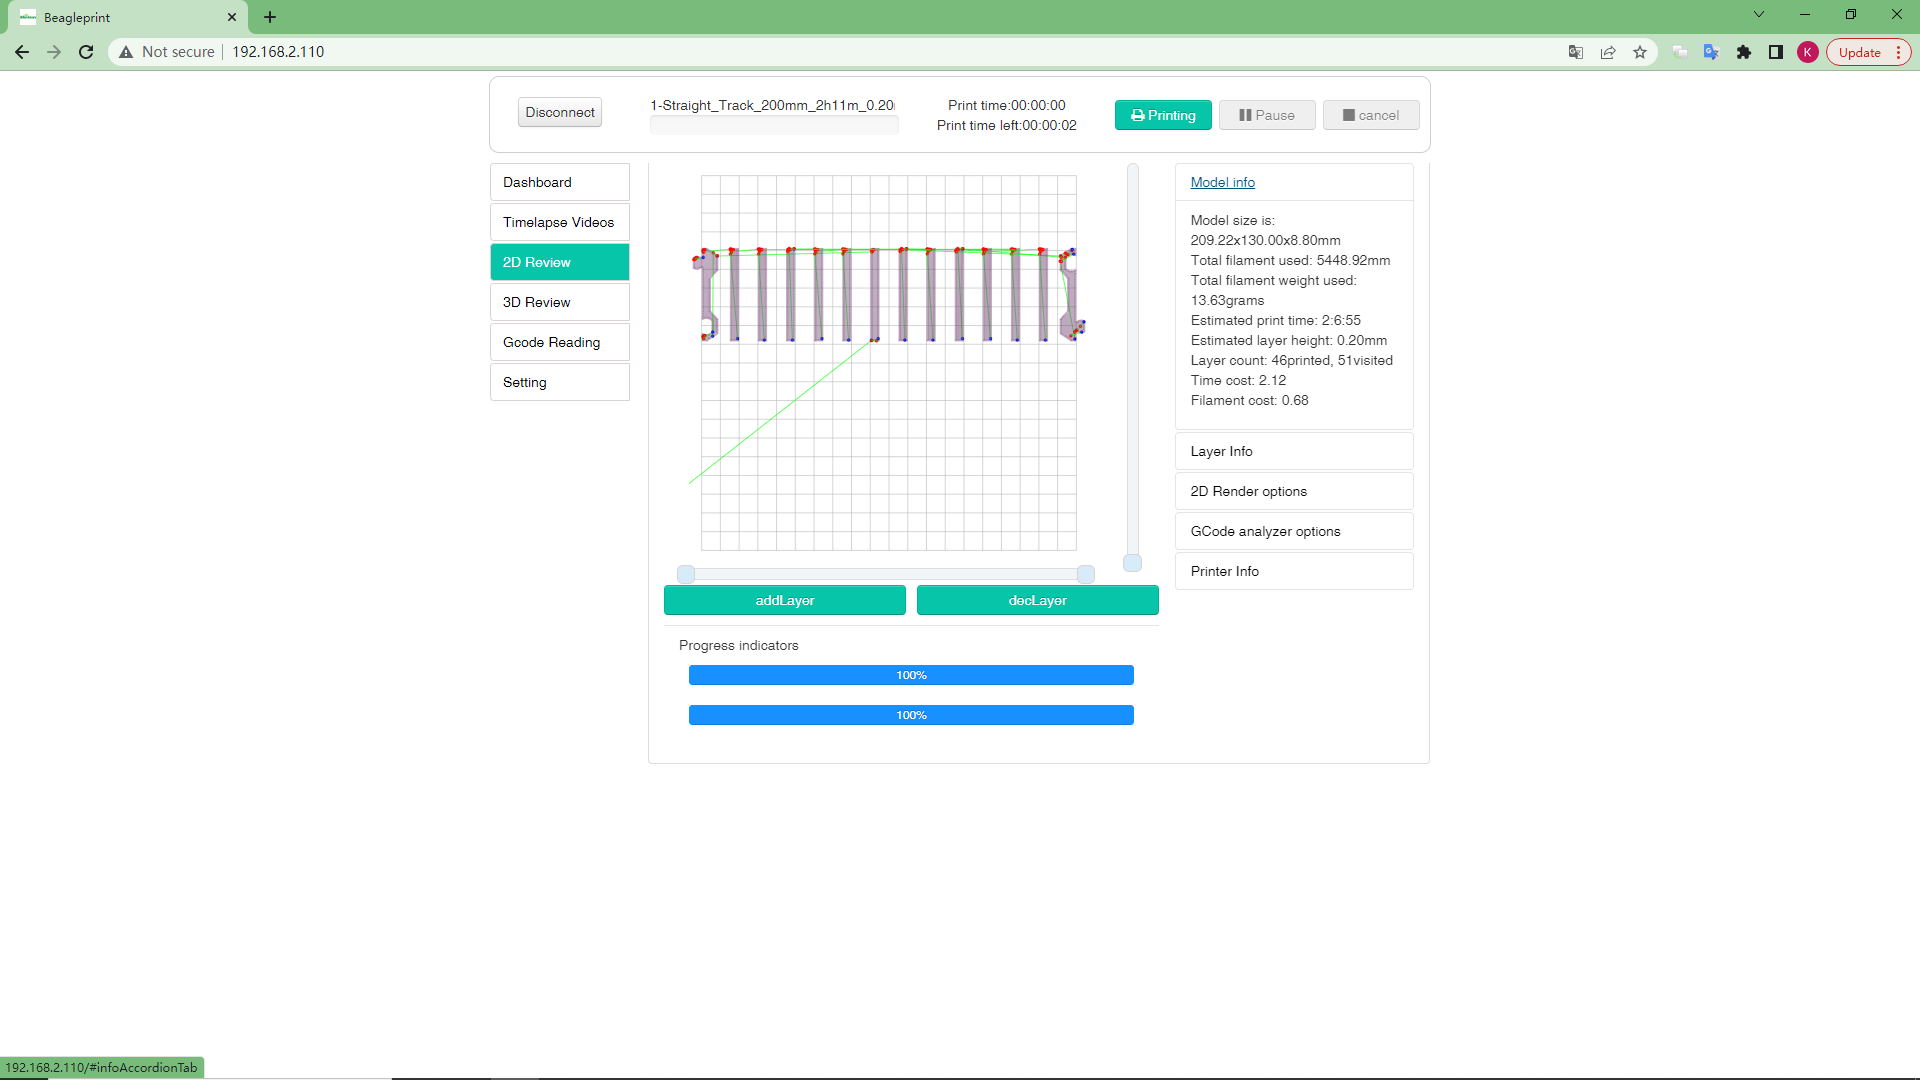 Beagleprint
Not secure
192.168.2.110
K
Update
Disconnect
1-Straight_Track_200mm_2h11m_0.20
Print time:00:00:00
Print time left:00:00:02
Printing
Pause
cancel
Dashboard
Timelapse Videos
2D Review
3D Review
Gcode Reading
Setting
addLayer
decLayer
Progress indicators
100%
100%
Model info
Model size is:
209.22x130.00x8.80mm
Total filament used: 5448.92mm
Total filament weight used:
13.63grams
Estimated print time: 2:6:55
Estimated layer height: 0.20mm
Layer count: 46printed, 51visited
Time cost: 2.12
Filament cost: 0.68
Layer Info
2D Render options
GCode analyzer options
Printer Info
192.168.2.110/#infoAccordionTab